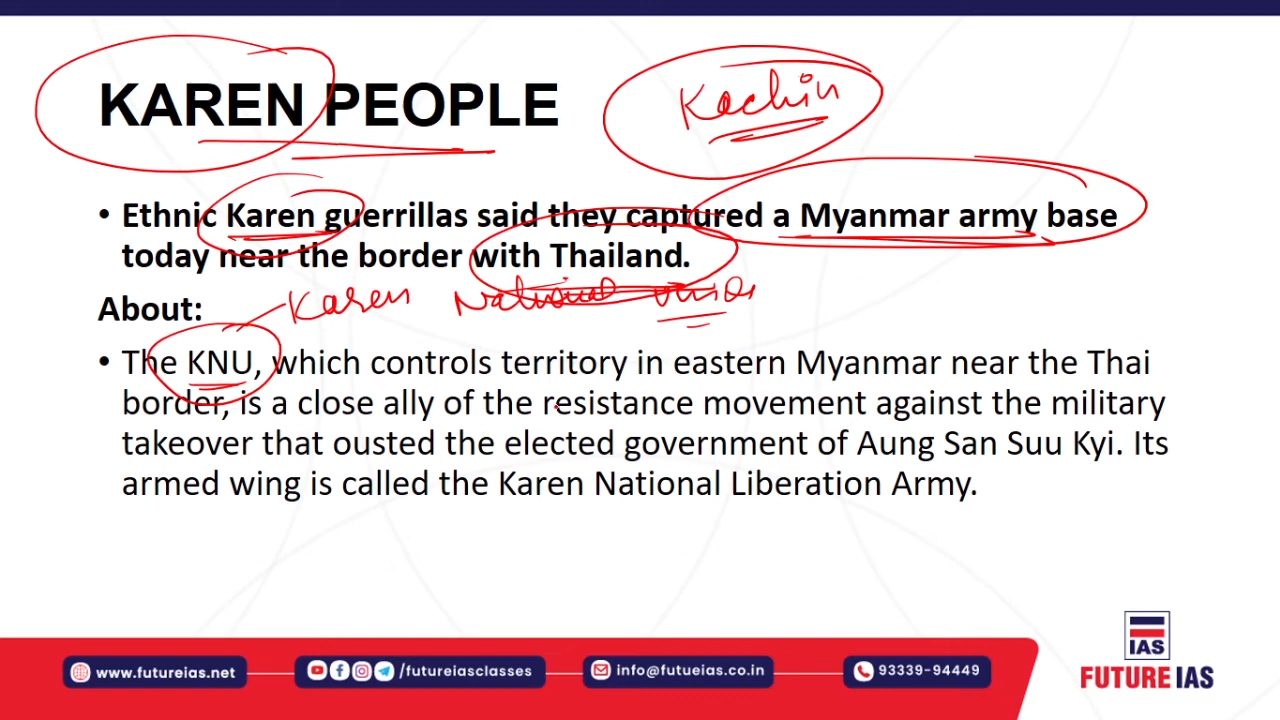 KAREN PEOPLE
Kachin
• Ethnic Karen guerrillas said they captured a Myanmar army base
today near the border with Thailand.
Karen National Union
About:
• The KNU, which controls territory in eastern Myanmar near the Thai
border, is a close ally of the resistance movement against the military
takeover that ousted the elected government of Aung San Suu Kyi. Its
armed wing is called the Karen National Liberation Army.
IAS
www.futureias.net
/futureiasclasses
info@futueias.co.in
93339-94449
FUTURE IAS